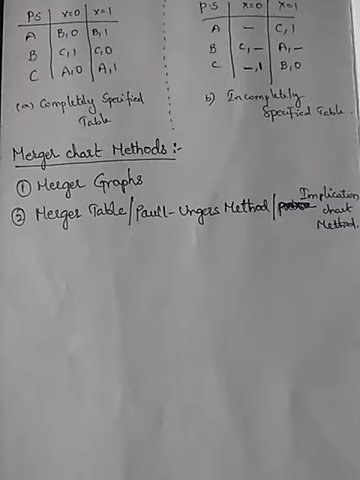 PS x=0 x=1
A B,0 B,1
B C,1 C,0
C A,0 A,1
(a) Completely Specified
Table
P.S x=0 x=1
A - C,1
B C,- A,-
C -,1 B,0
b) Incompletely
Specified Table.
Merger chart Methods :-
① Merger Graphs
② Merger Table/Paull-Ungers Method/ Implication
chart
Method.